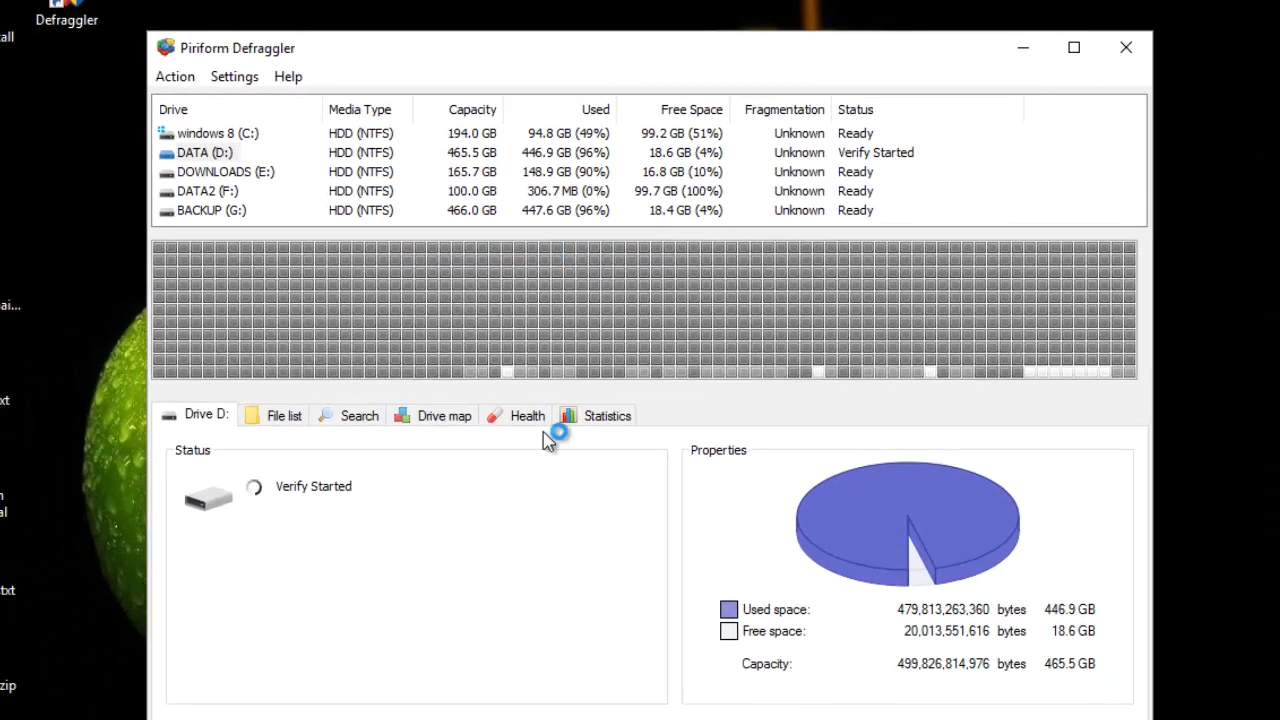 Defraggler
all
Piriform Defraggler
Action Settings Help
Drive Media Type Capacity Used Free Space Fragmentation Status
windows 8 (C:) HDD (NTFS) 194.0 GB 94.8 GB (49%) 99.2 GB (51%) Unknown Ready
DATA (D:) HDD (NTFS) 465.5 GB 446.9 GB (96%) 18.6 GB (4%) Unknown Verify Started
DOWNLOADS (E:) HDD (NTFS) 165.7 GB 148.9 GB (90%) 16.8 GB (10%) Unknown Ready
DATA2 (F:) HDD (NTFS) 100.0 GB 306.7 MB (0%) 99.7 GB (100%) Unknown Ready
BACKUP (G:) HDD (NTFS) 466.0 GB 447.6 GB (96%) 18.4 GB (4%) Unknown Ready
ai...
xt
Drive D: File list Search Drive map Health Statistics
Status
Properties
Verify Started
n
al
txt
Used space: 479,813,263,360 bytes 446.9 GB
Free space: 20,013,551,616 bytes 18.6 GB
Capacity: 499,826,814,976 bytes 465.5 GB
zip